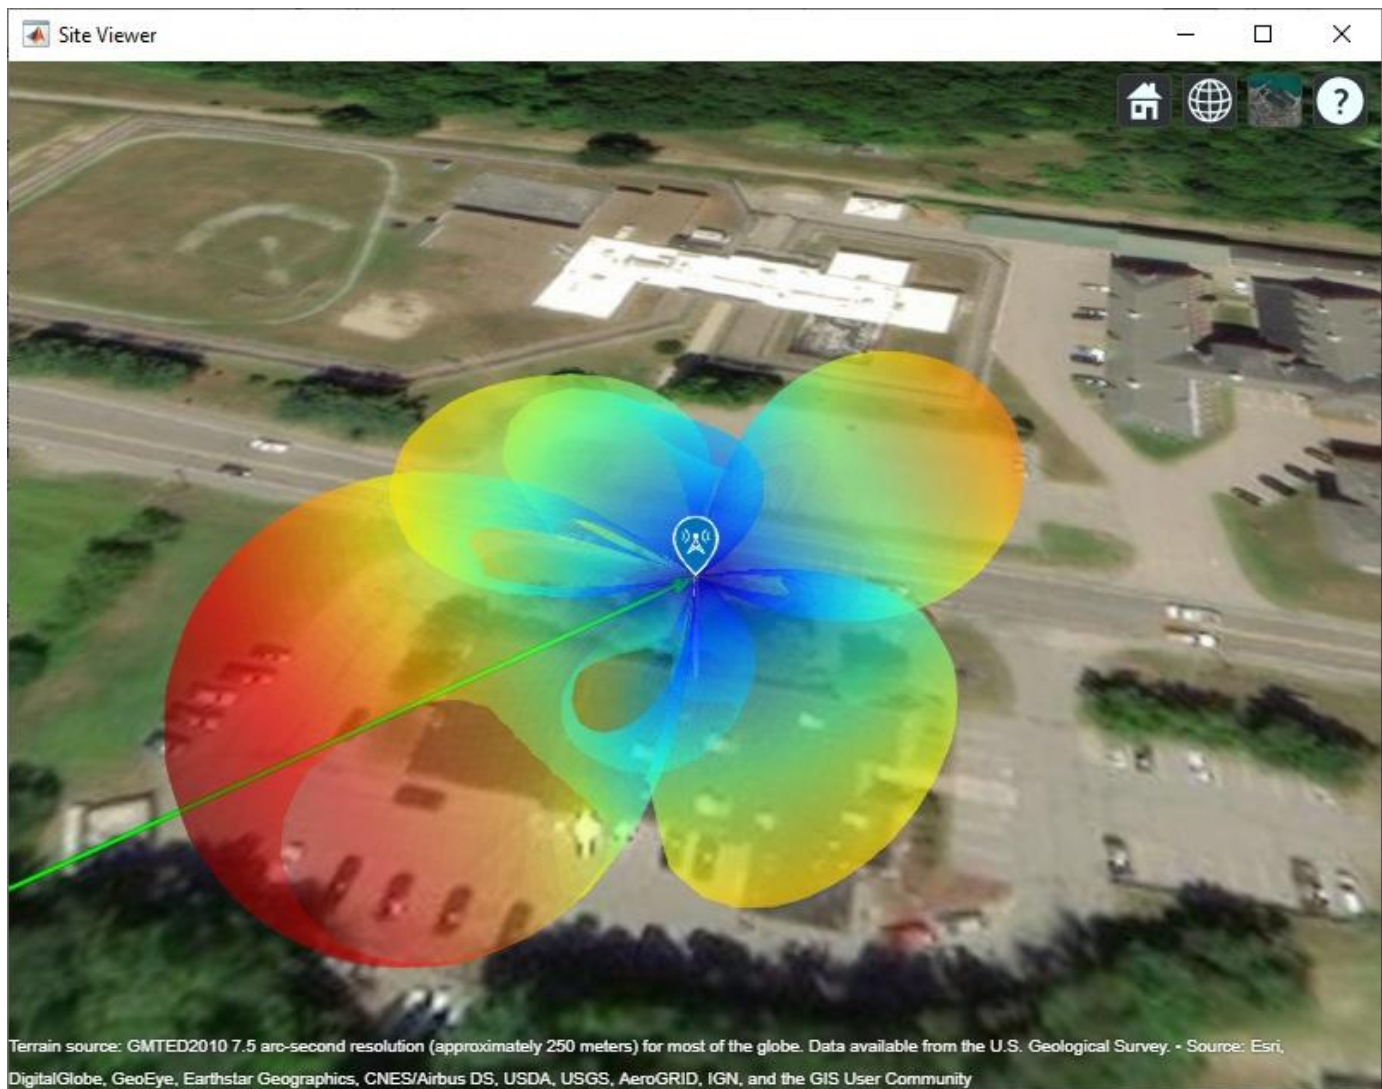 Site Viewer
?
Terrain source: GMTED2010 7.5 arc-second resolution (approximately 250 meters) for most of the globe. Data available from the U.S. Geological Survey. • Source: Esri,
DigitalGlobe, GeoEye, Earthstar Geographics, CNES/Airbus DS, USDA, USGS, AeroGRID, IGN, and the GIS User Community